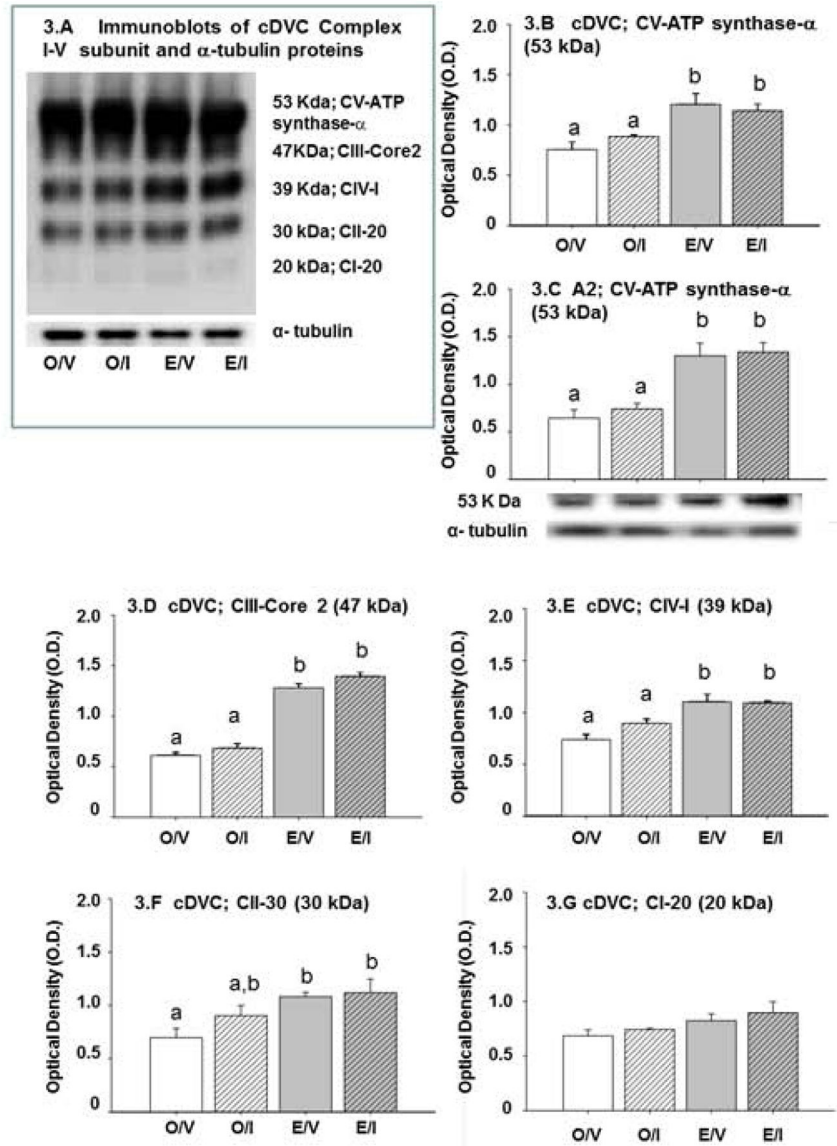 3.A Immunoblots of cDVC Complex
I-V subunit and α-tubulin proteins
53 Kda; CV-ATP
synthase-α
47KDa; CIII-Core2
39 Kda; CIV-I
30 kDa; CII-20
20 kDa; CI-20
α- tubulin
O/V O/I E/V E/I
3.B cDVC; CV-ATP synthase-α
(53 kDa)
Optical Density (O.D.)
2.0
1.5
1.0
0.5
0
a a b b
O/V O/I E/V E/I
3.C A2; CV-ATP synthase-α
(53 kDa)
Optical Density (O.D.)
2.0
1.5
1.0
0.5
0
a a b b
53 K Da
α- tubulin
3.D cDVC; CIII-Core 2 (47 kDa)
Optical Density (O.D.)
2.0
1.5
1.0
0.5
0
a a b b
O/V O/I E/V E/I
3.E cDVC; CIV-I (39 kDa)
Optical Density (O.D.)
2.0
1.5
1.0
0.5
0
a a b b
O/V O/I E/V E/I
3.F cDVC; CII-30 (30 kDa)
Optical Density (O.D.)
2.0
1.5
1.0
0.5
0
a a,b b b
O/V O/I E/V E/I
3.G cDVC; CI-20 (20 kDa)
Optical Density (O.D.)
2.0
1.5
1.0
0.5
0
O/V O/I E/V E/I